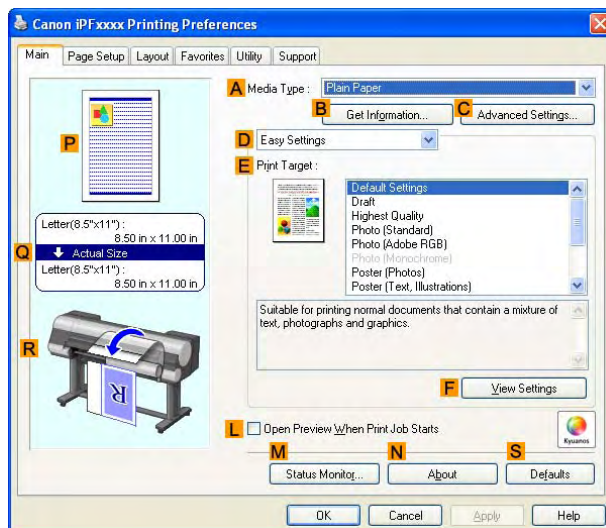 Canon iPFxxxx Printing Preferences
Main Page Setup Layout Favorites Utility Support
A Media Type : Plain Paper
B Get Information... C Advanced Settings...
D Easy Settings
E Print Target :
Default Settings
Draft
Highest Quality
Photo (Standard)
Photo (Adobe RGB)
Photo (Monochrome)
Poster (Photos)
Poster (Text, Illustrations)
Suitable for printing normal documents that contain a mixture of
text, photographs and graphics.
F View Settings
P
Letter(8.5"x11") :
8.50 in x 11.00 in
Q Actual Size
Letter(8.5"x11") :
8.50 in x 11.00 in
R
R
L Open Preview When Print Job Starts
Kyuanos
M Status Monitor... N About S Defaults
OK Cancel Apply Help